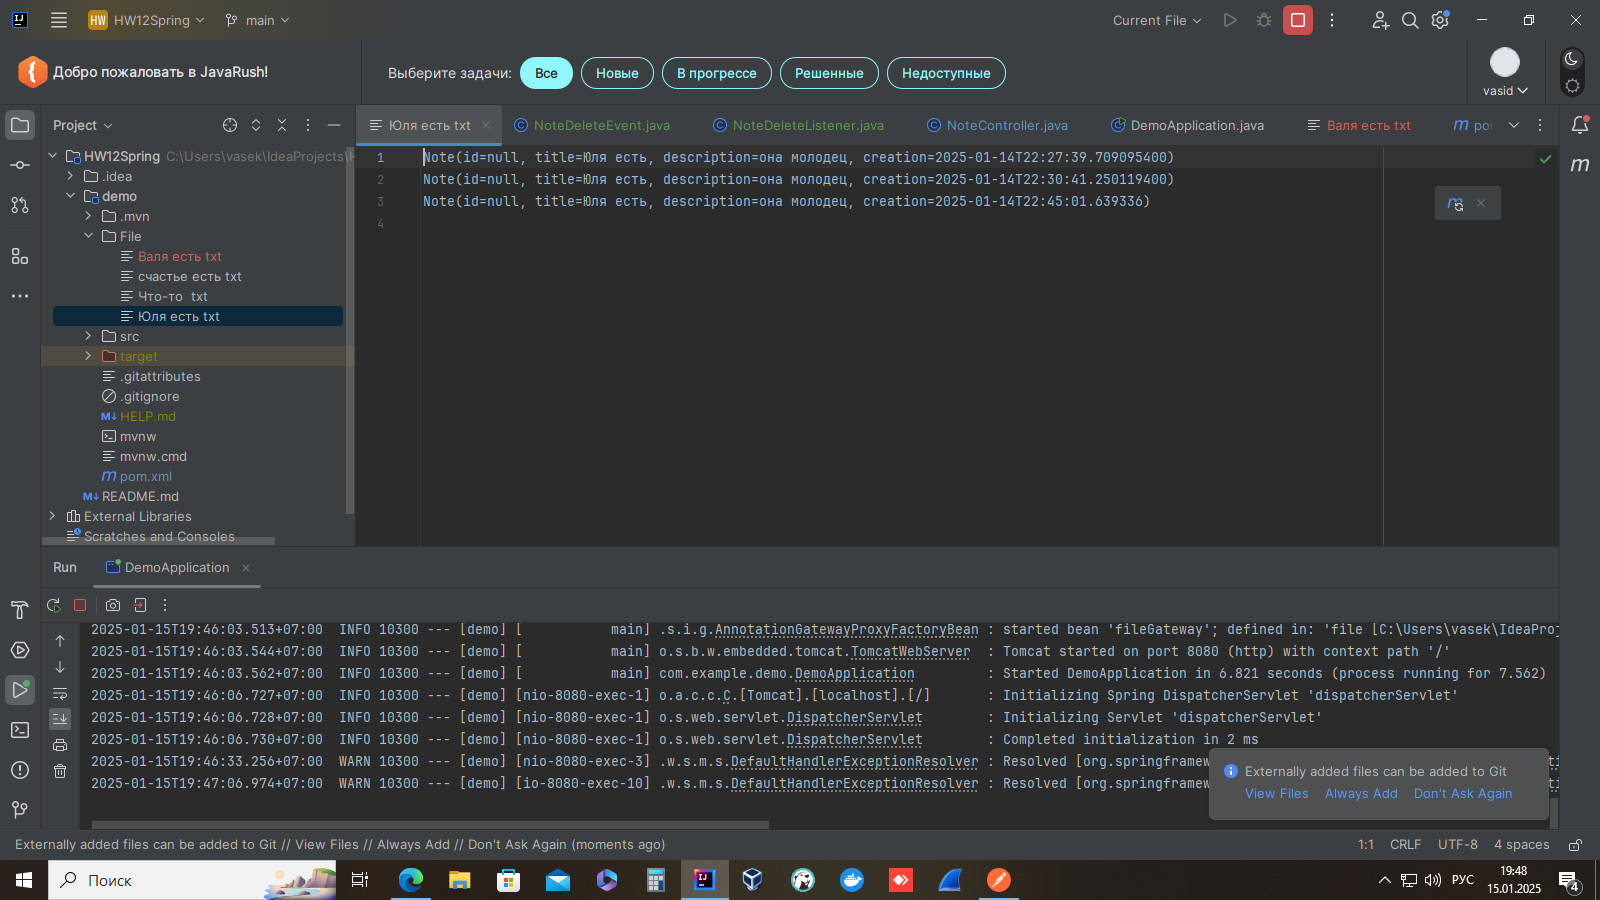 HW HW12Spring main Current File
Добро пожаловать в JavaRush! Выберите задачи: Все Новые В прогрессе Решенные Недоступные vasid
Project
Юля есть txt NoteDeleteEvent.java NoteDeleteListener.java NoteController.java DemoApplication.java Валя есть txt
HW12Spring C:\Users\vasek\IdeaProjects\
.idea
demo
.mvn
File
Валя есть txt
счастье есть txt
Что-то txt
Юля есть txt
src
target
.gitattributes
.gitignore
HELP.md
mvnw
mvnw.cmd
pom.xml
README.md
External Libraries
Scratches and Consoles
1 Note(id=null, title=Юля есть, description=она молодец, creation=2025-01-14T22:27:39.709095400)
2 Note(id=null, title=Юля есть, description=она молодец, creation=2025-01-14T22:30:41.250119400)
3 Note(id=null, title=Юля есть, description=она молодец, creation=2025-01-14T22:45:01.639336)
4
Run DemoApplication
2025-01-15T19:46:03.513+07:00 INFO 10300 --- [demo] [ main] .s.i.g.AnnotationGatewayProxyFactoryBean : started bean 'fileGateway'; defined in: 'file [C:\Users\vasek\IdeaProj
2025-01-15T19:46:03.544+07:00 INFO 10300 --- [demo] [ main] o.s.b.w.embedded.tomcat.TomcatWebServer : Tomcat started on port 8080 (http) with context path '/'
2025-01-15T19:46:03.562+07:00 INFO 10300 --- [demo] [ main] com.example.demo.DemoApplication : Started DemoApplication in 6.821 seconds (process running for 7.562)
2025-01-15T19:46:06.727+07:00 INFO 10300 --- [demo] [nio-8080-exec-1] o.a.c.c.C.[Tomcat].[localhost].[/] : Initializing Spring DispatcherServlet 'dispatcherServlet'
2025-01-15T19:46:06.728+07:00 INFO 10300 --- [demo] [nio-8080-exec-1] o.s.web.servlet.DispatcherServlet : Initializing Servlet 'dispatcherServlet'
2025-01-15T19:46:06.730+07:00 INFO 10300 --- [demo] [nio-8080-exec-1] o.s.web.servlet.DispatcherServlet : Completed initialization in 2 ms
2025-01-15T19:46:33.256+07:00 WARN 10300 --- [demo] [nio-8080-exec-3] .w.s.m.s.DefaultHandlerExceptionResolver : Resolved [org.springframew
2025-01-15T19:47:06.974+07:00 WARN 10300 --- [demo] [io-8080-exec-10] .w.s.m.s.DefaultHandlerExceptionResolver : Resolved [org.springframew
Externally added files can be added to Git
View Files Always Add Don't Ask Again
Externally added files can be added to Git // View Files // Always Add // Don't Ask Again (moments ago) 1:1 CRLF UTF-8 4 spaces
Поиск РУС 19:48
15.01.2025 4